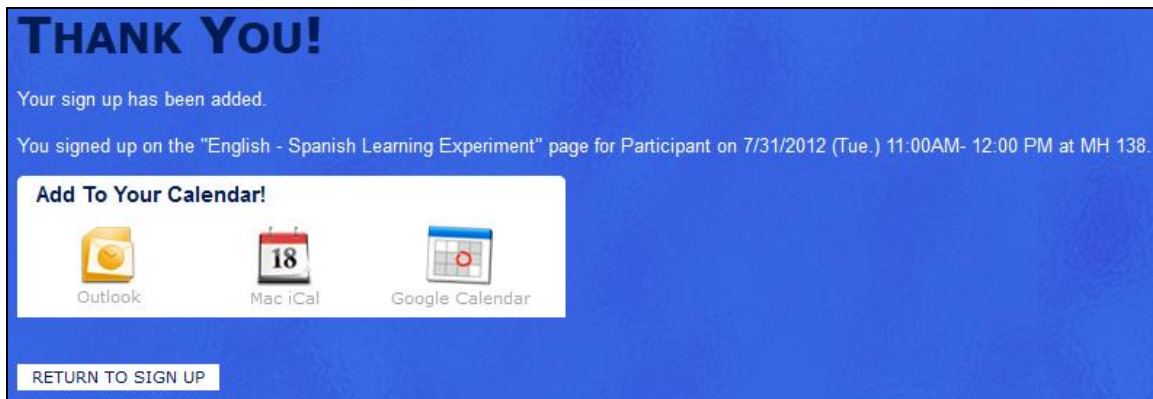 THANK YOU!
Your sign up has been added.
You signed up on the "English - Spanish Learning Experiment" page for Participant on 7/31/2012 (Tue.) 11:00AM- 12:00 PM at MH 138.
Add To Your Calendar!
18
Outlook Mac iCal Google Calendar
RETURN TO SIGN UP